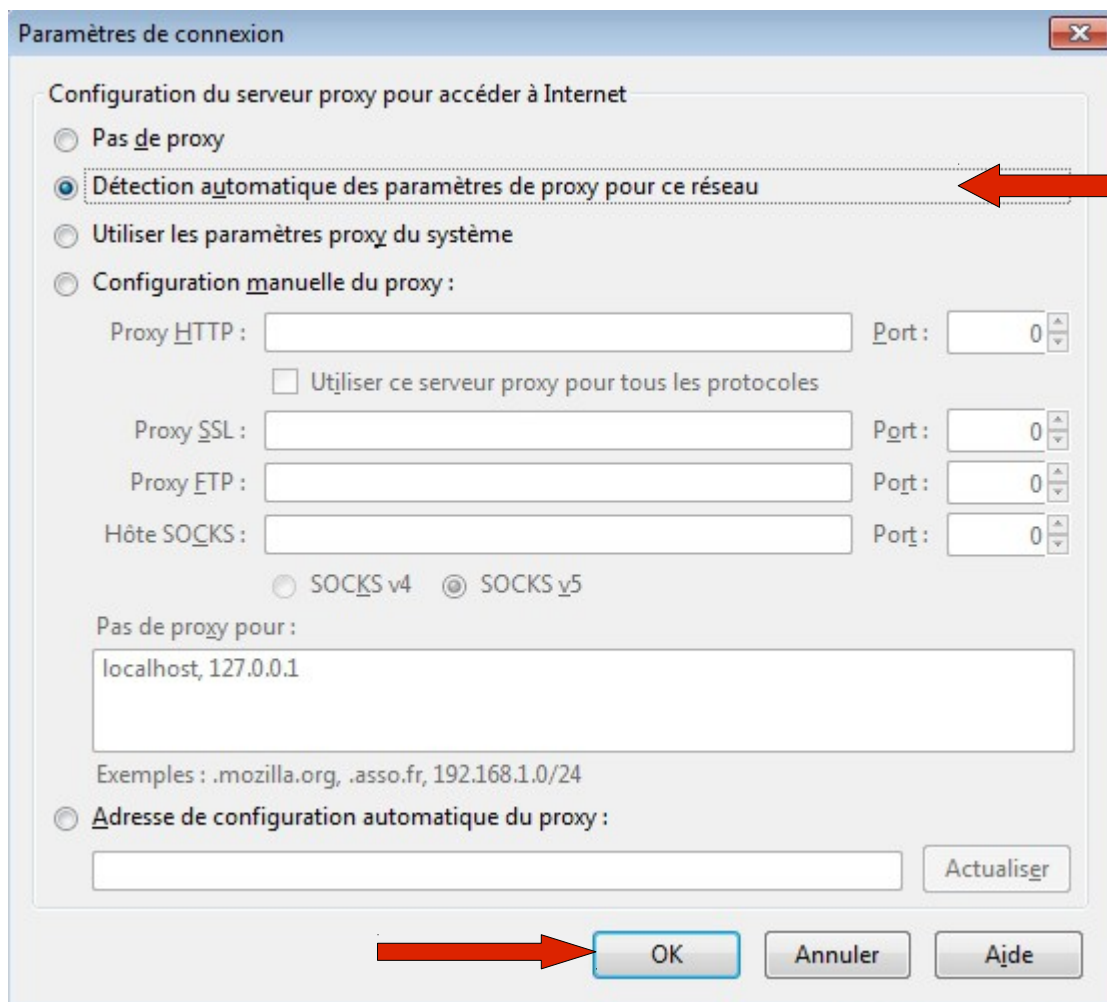 Paramètres de connexion
Configuration du serveur proxy pour accéder à Internet
Pas de proxy
Détection automatique des paramètres de proxy pour ce réseau
Utiliser les paramètres proxy du système
Configuration manuelle du proxy :
Proxy HTTP : Port : 0
Utiliser ce serveur proxy pour tous les protocoles
Proxy SSL : Port : 0
Proxy FTP : Port : 0
Hôte SOCKS : Port : 0
SOCKS v4 SOCKS v5
Pas de proxy pour :
localhost, 127.0.0.1
Exemples : .mozilla.org, .asso.fr, 192.168.1.0/24
Adresse de configuration automatique du proxy :
Actualiser
OK Annuler Aide